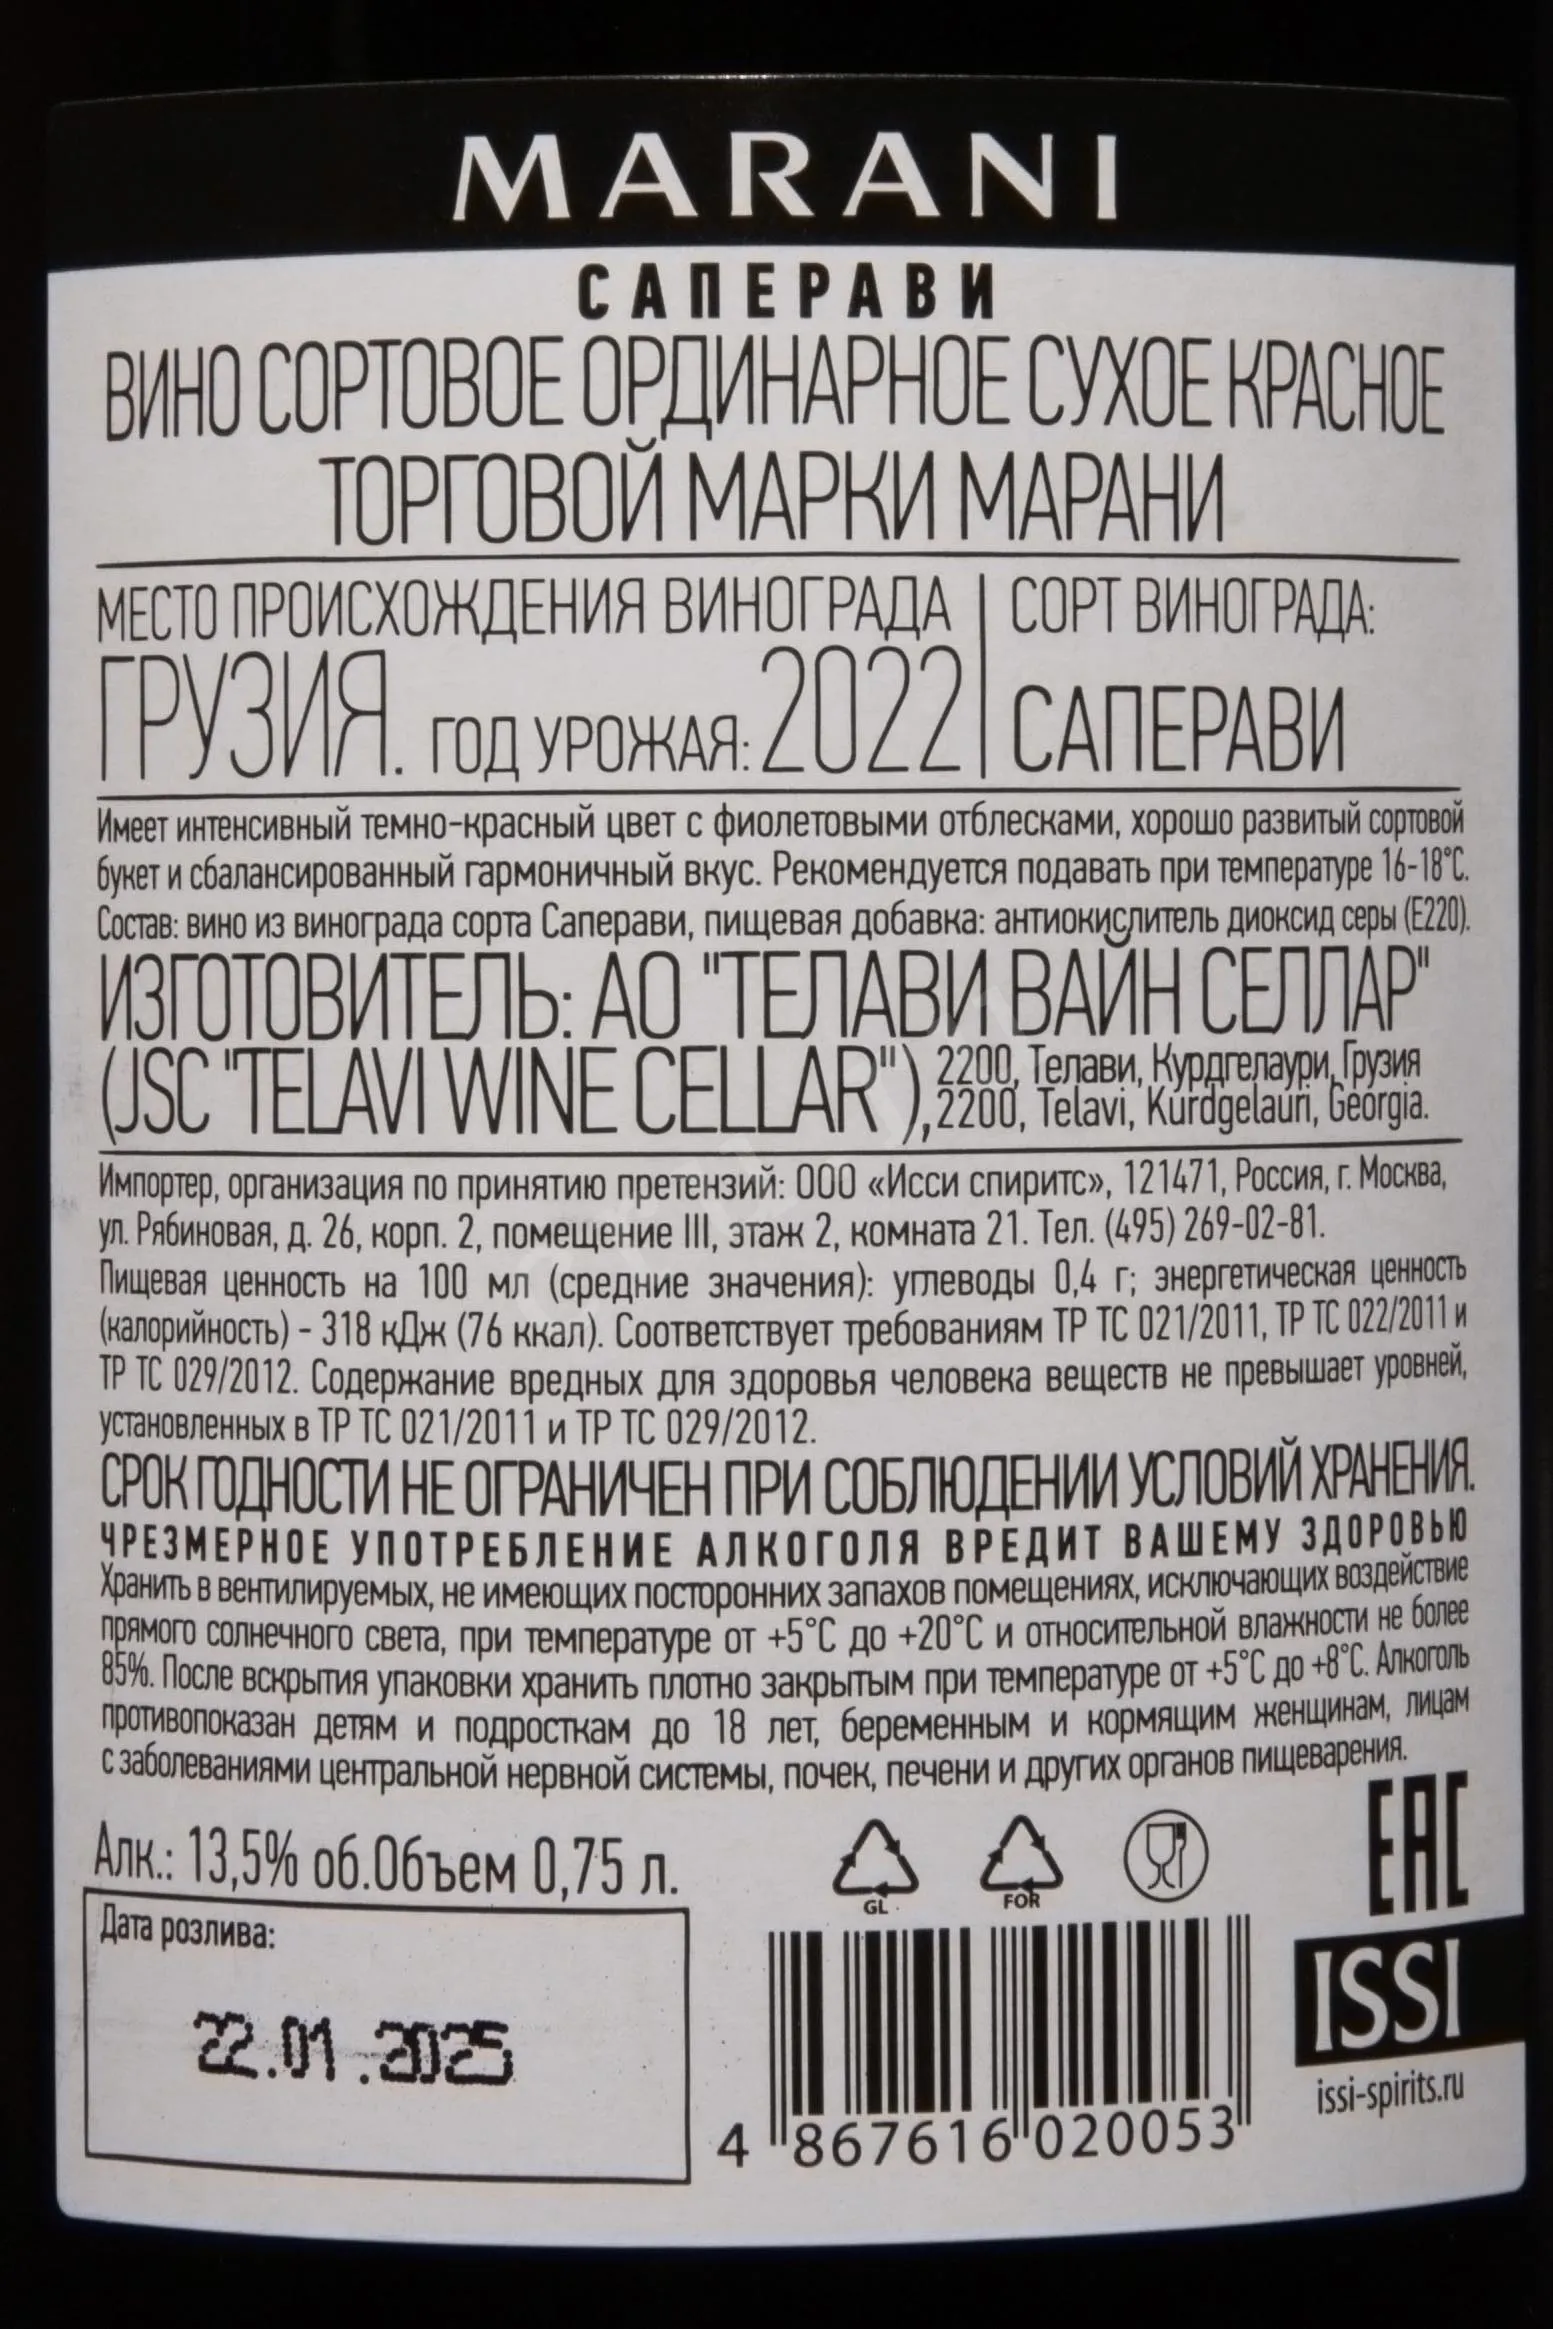 MARANI
САПЕРАВИ
ВИНО СОРТОВОЕ ОРДИНАРНОЕ СУХОЕ КРАСНОЕ
ТОРГОВОЙ МАРКИ МАРАНИ
МЕСТО ПРОИСХОЖДЕНИЯ ВИНОГРАДА
ГРУЗИЯ. ГОД УРОЖАЯ: 2022
СОРТ ВИНОГРАДА:
САПЕРАВИ
Имеет интенсивный темно-красный цвет с фиолетовыми отблесками, хорошо развитый сортовой
букет и сбалансированный гармоничный вкус. Рекомендуется подавать при температуре 16-18°С.
Состав: вино из винограда сорта Саперави, пищевая добавка: антиокислитель диоксид серы (Е220).
ИЗГОТОВИТЕЛЬ: АО "ТЕЛАВИ ВАЙН СЕЛЛАР"
(JSC "TELAVI WINE CELLAR"),
2200, Телави, Курдгелаури, Грузия
2200, Telavi, Kurdgelauri, Georgia.
Импортер, организация по принятию претензий: ООО «Исси спиритс», 121471, Россия, г. Москва,
ул. Рябиновая, д. 26, корп. 2, помещение III, этаж 2, комната 21. Тел. (495) 269-02-81.
Пищевая ценность на 100 мл (средние значения): углеводы 0,4 г; энергетическая ценность
(калорийность) - 318 кДж (76 ккал). Соответствует требованиям ТР ТС 021/2011, ТР ТС 022/2011 и
ТР ТС 029/2012. Содержание вредных для здоровья человека веществ не превышает уровней,
установленных в ТР ТС 021/2011 и ТР ТС 029/2012.
СРОК ГОДНОСТИ НЕ ОГРАНИЧЕН ПРИ СОБЛЮДЕНИИ УСЛОВИЙ ХРАНЕНИЯ.
ЧРЕЗМЕРНОЕ УПОТРЕБЛЕНИЕ АЛКОГОЛЯ ВРЕДИТ ВАШЕМУ ЗДОРОВЬЮ
Хранить в вентилируемых, не имеющих посторонних запахов помещениях, исключающих воздействие
прямого солнечного света, при температуре от +5°С до +20°С и относительной влажности не более
85%. После вскрытия упаковки хранить плотно закрытым при температуре от +5°С до +8°С. Алкоголь
противопоказан детям и подросткам до 18 лет, беременным и кормящим женщинам, лицам
с заболеваниями центральной нервной системы, почек, печени и других органов пищеварения.
Алк.: 13,5% об.Объем 0,75 л.
GL
FOR
EAC
Дата розлива:
22.01.2025
ISSI
issi-spirits.ru
4 867616 020053